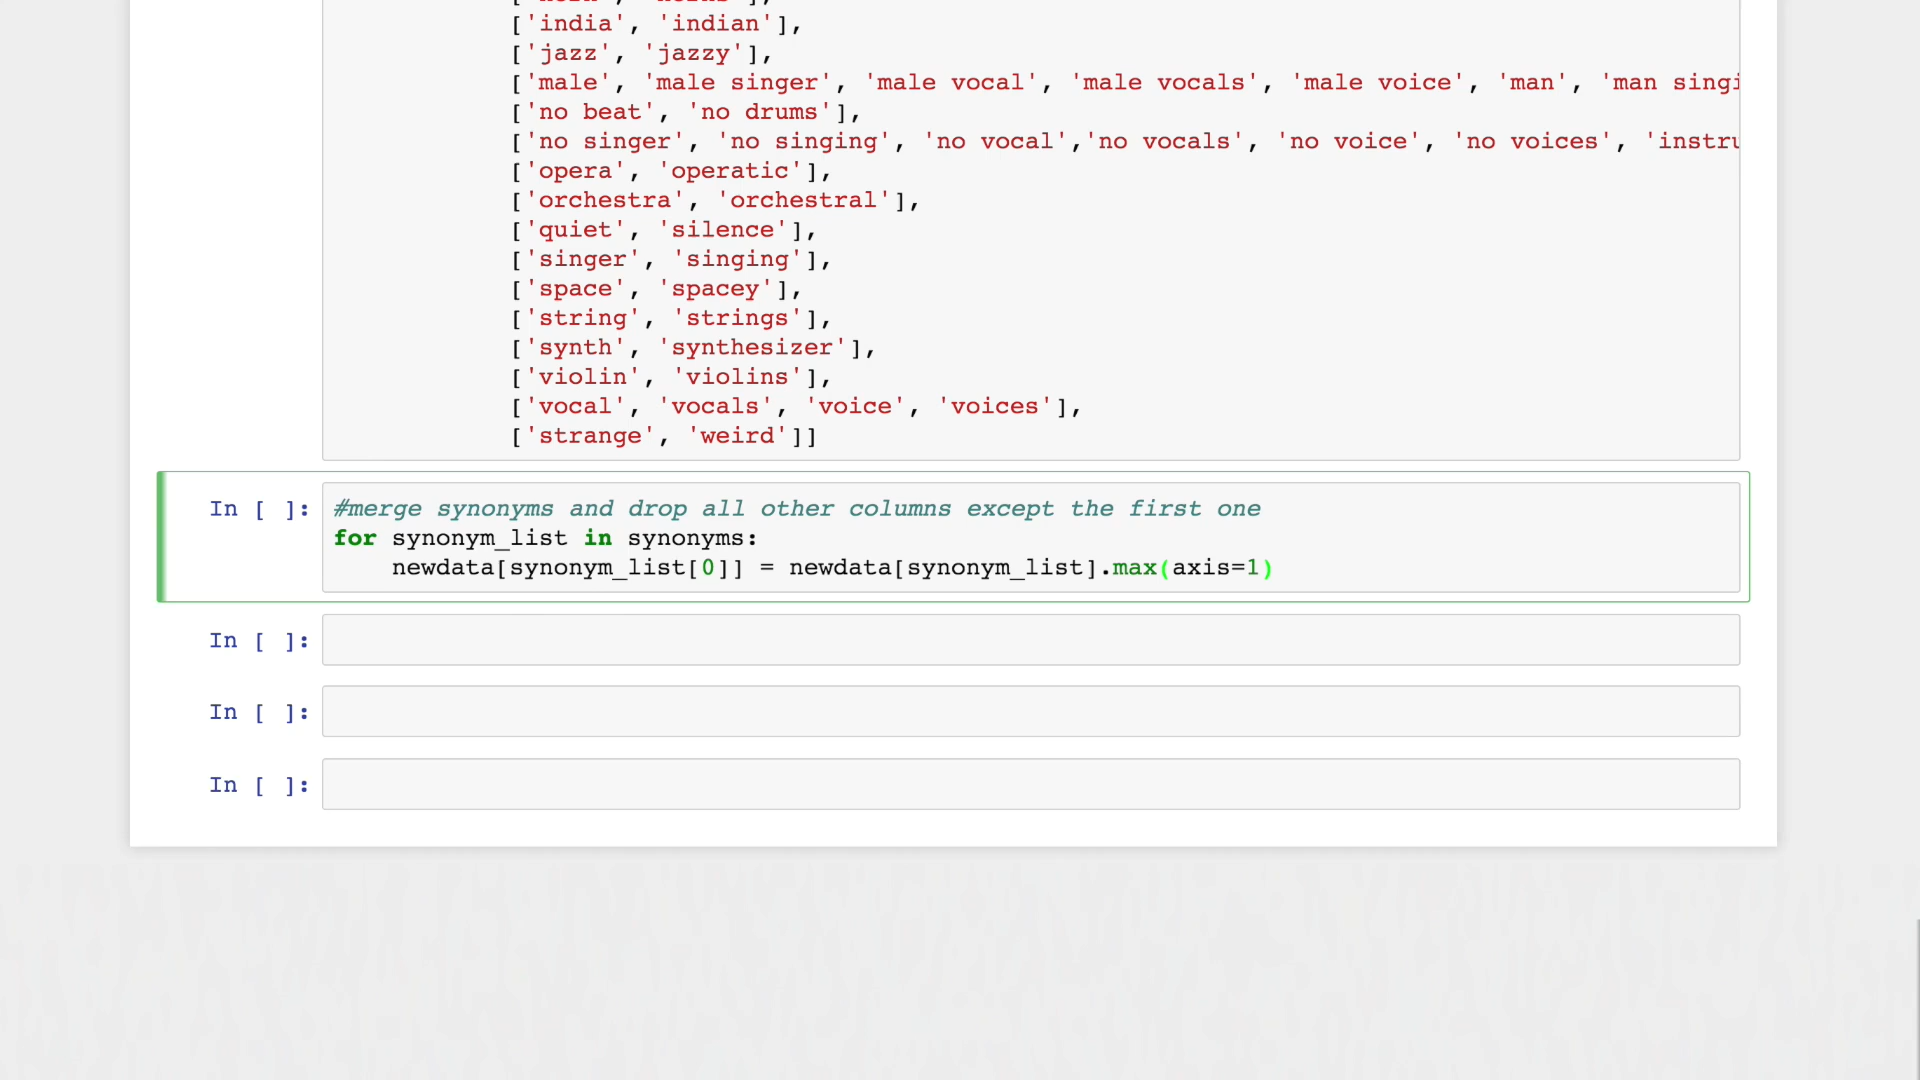 ['india', 'indian'],
['jazz', 'jazzy'],
['male', 'male singer', 'male vocal', 'male vocals', 'male voice', 'man', 'man singi
['no beat', 'no drums'],
['no singer', 'no singing', 'no vocal','no vocals', 'no voice', 'no voices', 'instru
['opera', 'operatic'],
['orchestra', 'orchestral'],
['quiet', 'silence'],
['singer', 'singing'],
['space', 'spacey'],
['string', 'strings'],
['synth', 'synthesizer'],
['violin', 'violins'],
['vocal', 'vocals', 'voice', 'voices'],
['strange', 'weird']]
In [ ]: #merge synonyms and drop all other columns except the first one
for synonym_list in synonyms:
newdata[synonym_list[0]] = newdata[synonym_list].max(axis=1)
In [ ]:
In [ ]:
In [ ]: